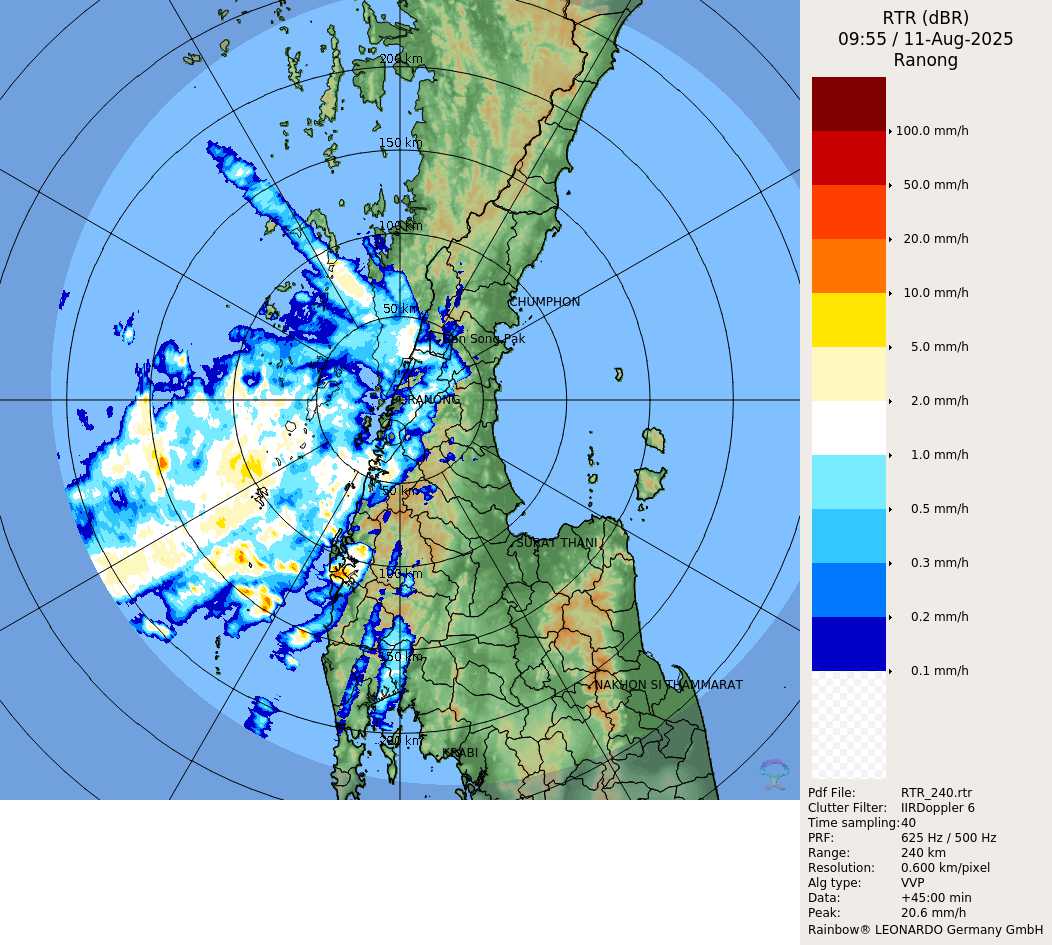 RTR (dBR)
09:55 / 11-Aug-2025
Ranong
100.0 mm/h
50.0 mm/h
20.0 mm/h
10.0 mm/h
5.0 mm/h
2.0 mm/h
1.0 mm/h
0.5 mm/h
0.3 mm/h
0.2 mm/h
0.1 mm/h
Pdf File: RTR_240.rtr
Clutter Filter: IIRDoppler 6
Time sampling:40
PRF: 625 Hz / 500 Hz
Range: 240 km
Resolution: 0.600 km/pixel
Alg type: VVP
Data: +45:00 min
Peak: 20.6 mm/h
Rainbow® LEONARDO Germany GmbH
200 km
150 km
100 km
50 km
CHUMPHON
Song Pak
RANONG
50 km
SURAT THANI
100 km
150 km
NAKHON SI THAMMARAT
200 km
KRABI